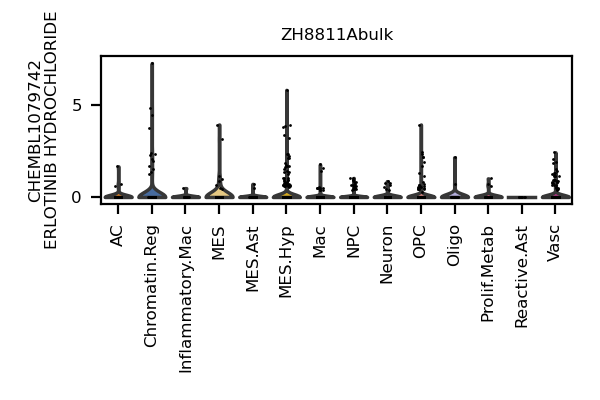 ZH8811Abulk
CHEMBL1079742
ERLOTINIB HYDROCHLORIDE
5
0
AC
Chromatin.Reg
Inflammatory.Mac
MES
MES.Ast
MES.Hyp
Mac
NPC
Neuron
OPC
Oligo
Prolif.Metab
Reactive.Ast
Vasc